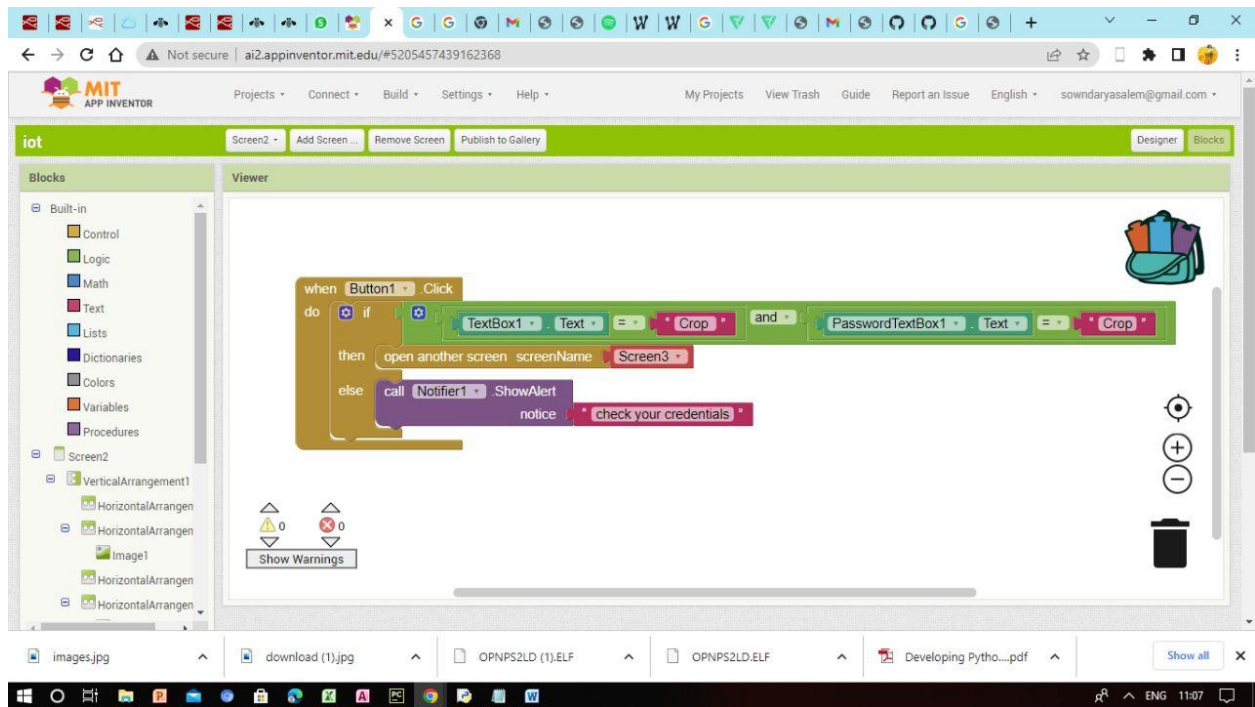 Not secure | ai2.appinventor.mit.edu/#5205457439162368
MIT
APP INVENTOR
Projects Connect Build Settings Help My Projects View Trash Guide Report an Issue English sowndaryasalem@gmail.com
iot Screen2 Add Screen ... Remove Screen Publish to Gallery Designer Blocks
Blocks Viewer
Built-in
Control
Logic
Math
Text
Lists
Dictionaries
Colors
Variables
Procedures
Screen2
VerticalArrangement1
HorizontalArrangen
HorizontalArrangen
Image1
HorizontalArrangen
HorizontalArrangen
when Button1 .Click
do if TextBox1 . Text = " Crop " and PasswordTextBox1 . Text = " Crop "
then open another screen screenName Screen3
else call Notifier1 .ShowAlert
notice " check your credentials "
0 0
Show Warnings
images.jpg download (1).jpg OPNPS2LD (1).ELF OPNPS2LD.ELF Developing Pytho....pdf Show all
ENG 11:07